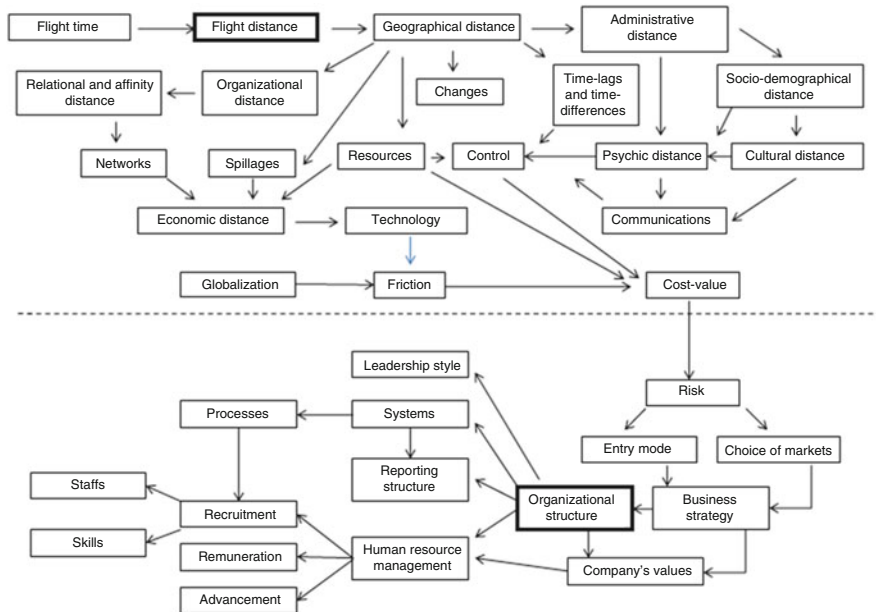 Flight time
Flight distance
Geographical distance
Administrative
distance
Relational and affinity
distance
Organizational
distance
Changes
Time-lags
and time-
differences
Socio-demographical
distance
Networks
Spillages
Resources
Control
Psychic distance
Cultural distance
Economic distance
Technology
Communications
Globalization
Friction
Cost-value
Leadership style
Risk
Processes
Systems
Entry mode
Choice of markets
Reporting
structure
Staffs
Organizational
structure
Business
strategy
Recruitment
Skills
Remuneration
Human resource
management
Company's values
Advancement